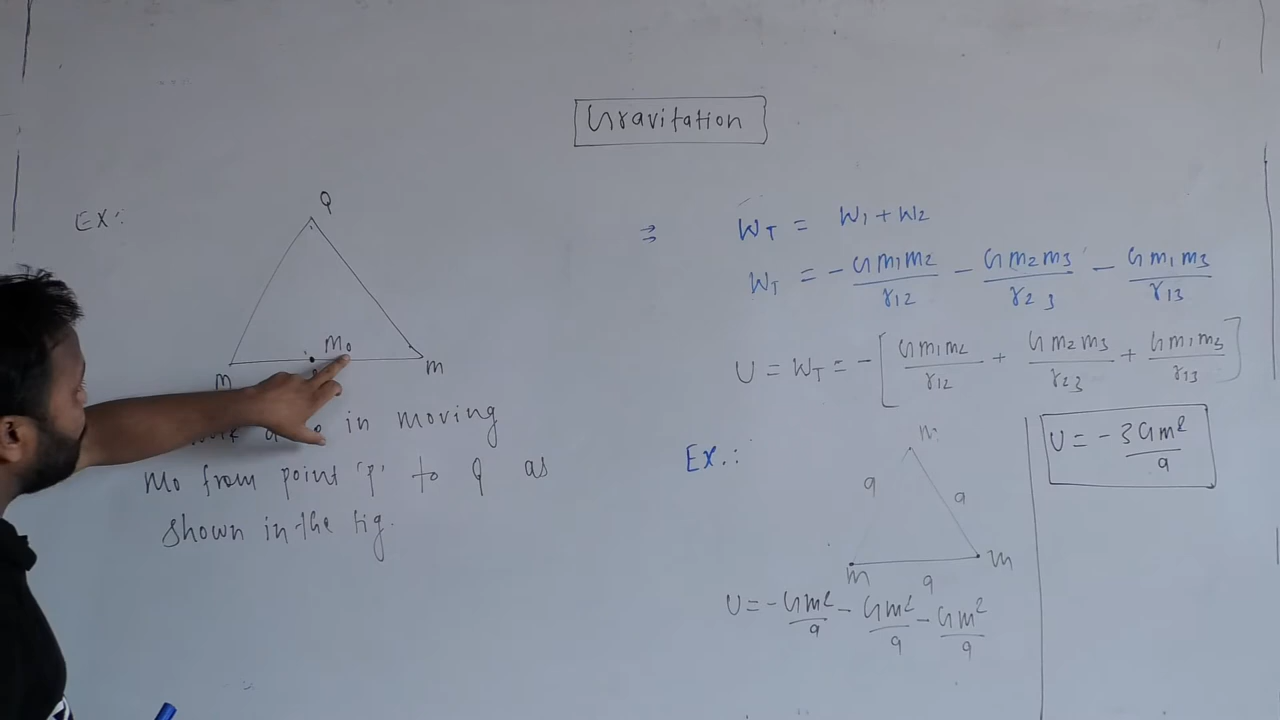 Gravitation
EX:
Q
M₀
m
m
in moving
M₀ from point 'P' to Q as
shown in the fig.
⇒ W_T = W₁ + W₂
W_T = - Gm₁m₂/r₁₂ - Gm₂m₃/r₂₃ - Gm₁m₃/r₁₃
U = W_T = - [ Gm₁m₂/r₁₂ + Gm₂m₃/r₂₃ + Gm₁m₃/r₁₃ ]
Ex.:
m
a
a
m
m
a
U = - Gm²/a - Gm²/a - Gm²/a
U = - 3Gm²/a